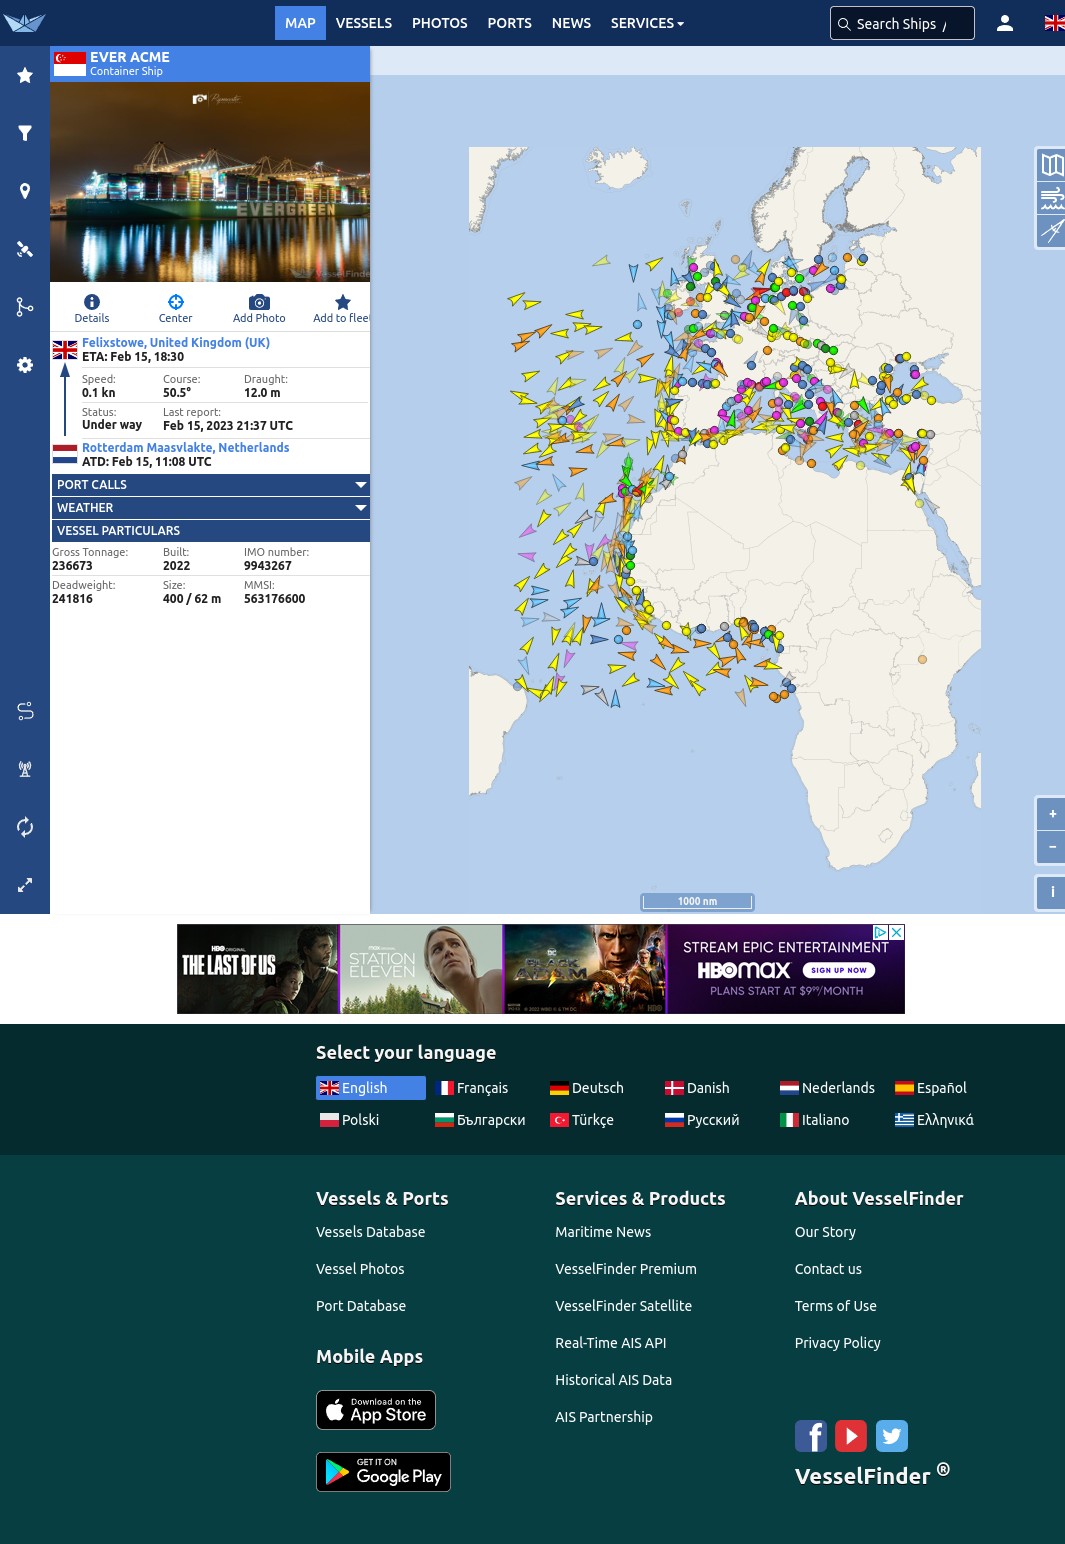 MAP VESSELS PHOTOS PORTS NEWS SERVICES Search Ships /
EVER ACME
Container Ship
EVERGREEN
VesselFinder
Details Center Add Photo Add to fleet
Felixstowe, United Kingdom (UK)
ETA: Feb 15, 18:30
Speed: Course: Draught:
0.1 kn 50.5° 12.0 m
Status: Last report:
Under way Feb 15, 2023 21:37 UTC
Rotterdam Maasvlakte, Netherlands
ATD: Feb 15, 11:08 UTC
PORT CALLS
WEATHER
VESSEL PARTICULARS
Gross Tonnage: Built: IMO number:
236673 2022 9943267
Deadweight: Size: MMSI:
241816 400 / 62 m 563176600
+
−
i
1000 nm
HBO ORIGINAL
THE LAST OF US
max ORIGINAL
STATION
ELEVEN
DC
BLACK
ADAM
HBO
STREAM EPIC ENTERTAINMENT
HBOMAX SIGN UP NOW
PLANS START AT $9.99/MONTH
Select your language
English Français Deutsch Danish Nederlands Español
Polski Български Türkçe Русский Italiano Ελληνικά
Vessels & Ports
Vessels Database
Vessel Photos
Port Database
Mobile Apps
Download on the
App Store
GET IT ON
Google Play
Services & Products
Maritime News
VesselFinder Premium
VesselFinder Satellite
Real-Time AIS API
Historical AIS Data
AIS Partnership
About VesselFinder
Our Story
Contact us
Terms of Use
Privacy Policy
VesselFinder ®